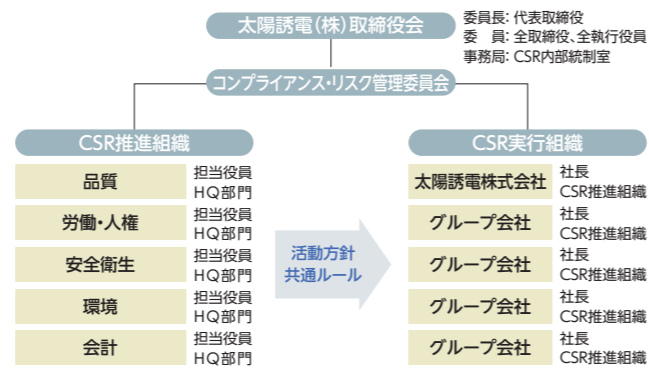 太陽誘電(株)取締役会
委員長：代表取締役
委　員：全取締役、全執行役員
事務局：CSR内部統制室
コンプライアンス・リスク管理委員会
CSR推進組織
品質
担当役員
HQ部門
労働・人権
担当役員
HQ部門
安全衛生
担当役員
HQ部門
環境
担当役員
HQ部門
会計
担当役員
HQ部門
活動方針
共通ルール
CSR実行組織
太陽誘電株式会社
社長
CSR推進組織
グループ会社
社長
CSR推進組織
グループ会社
社長
CSR推進組織
グループ会社
社長
CSR推進組織
グループ会社
社長
CSR推進組織